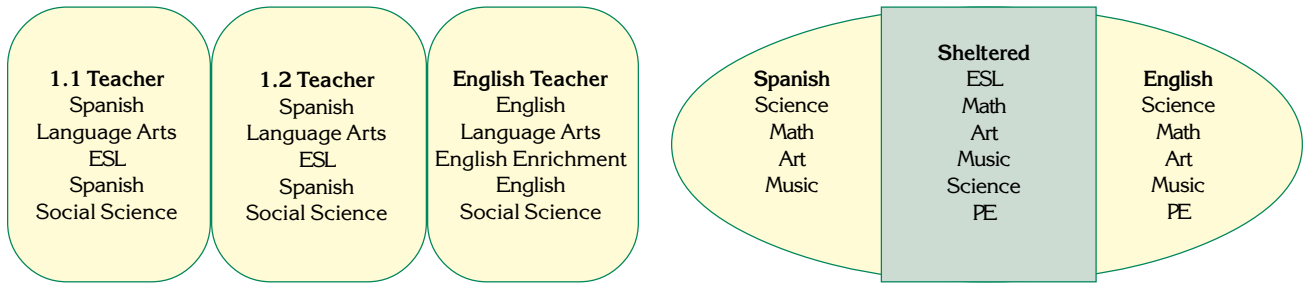 1.1 Teacher
Spanish
Language Arts
ESL
Spanish
Social Science
1.2 Teacher
Spanish
Language Arts
ESL
Spanish
Social Science
English Teacher
English
Language Arts
English Enrichment
English
Social Science
Spanish
Science
Math
Art
Music
Sheltered
ESL
Math
Art
Music
Science
PE
English
Science
Math
Art
Music
PE